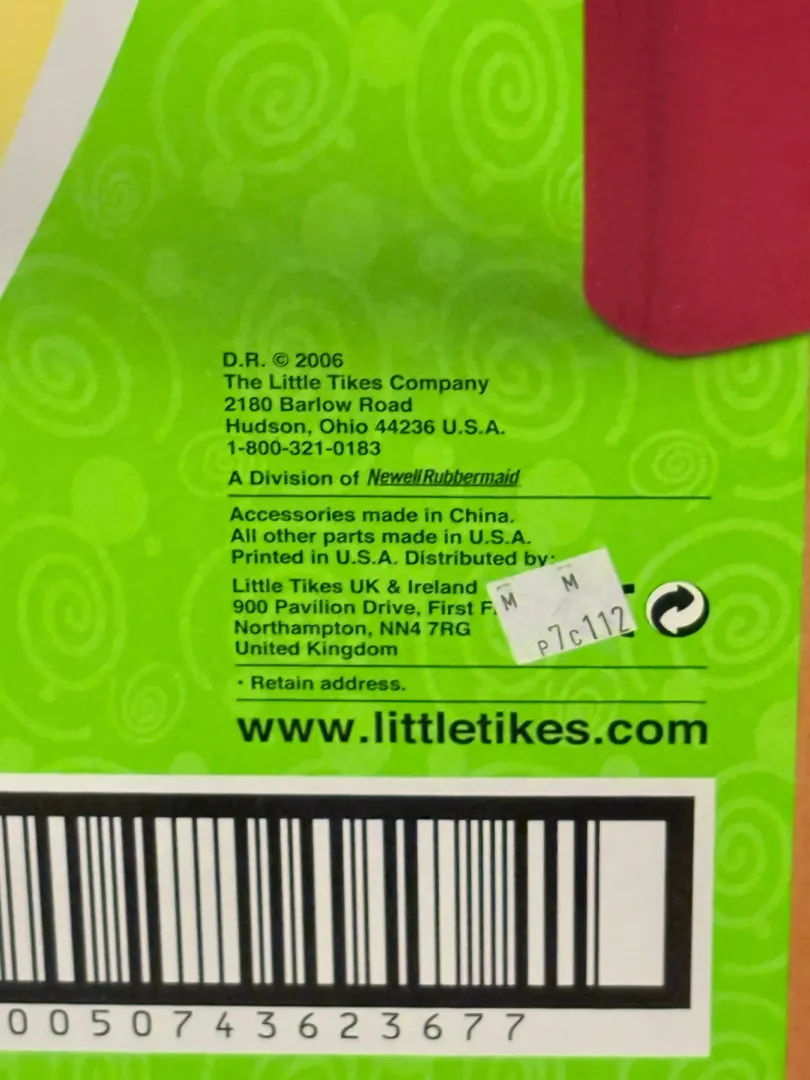 D.R. © 2006
The Little Tikes Company
2180 Barlow Road
Hudson, Ohio 44236 U.S.A.
1-800-321-0183
A Division of NewellRubbermaid
Accessories made in China.
All other parts made in U.S.A.
Printed in U.S.A. Distributed by:
Little Tikes UK & Ireland
900 Pavilion Drive, First
Northampton, NN4 7RG
United Kingdom
M M
P7C112
• Retain address.
www.littletikes.com
0050743623677